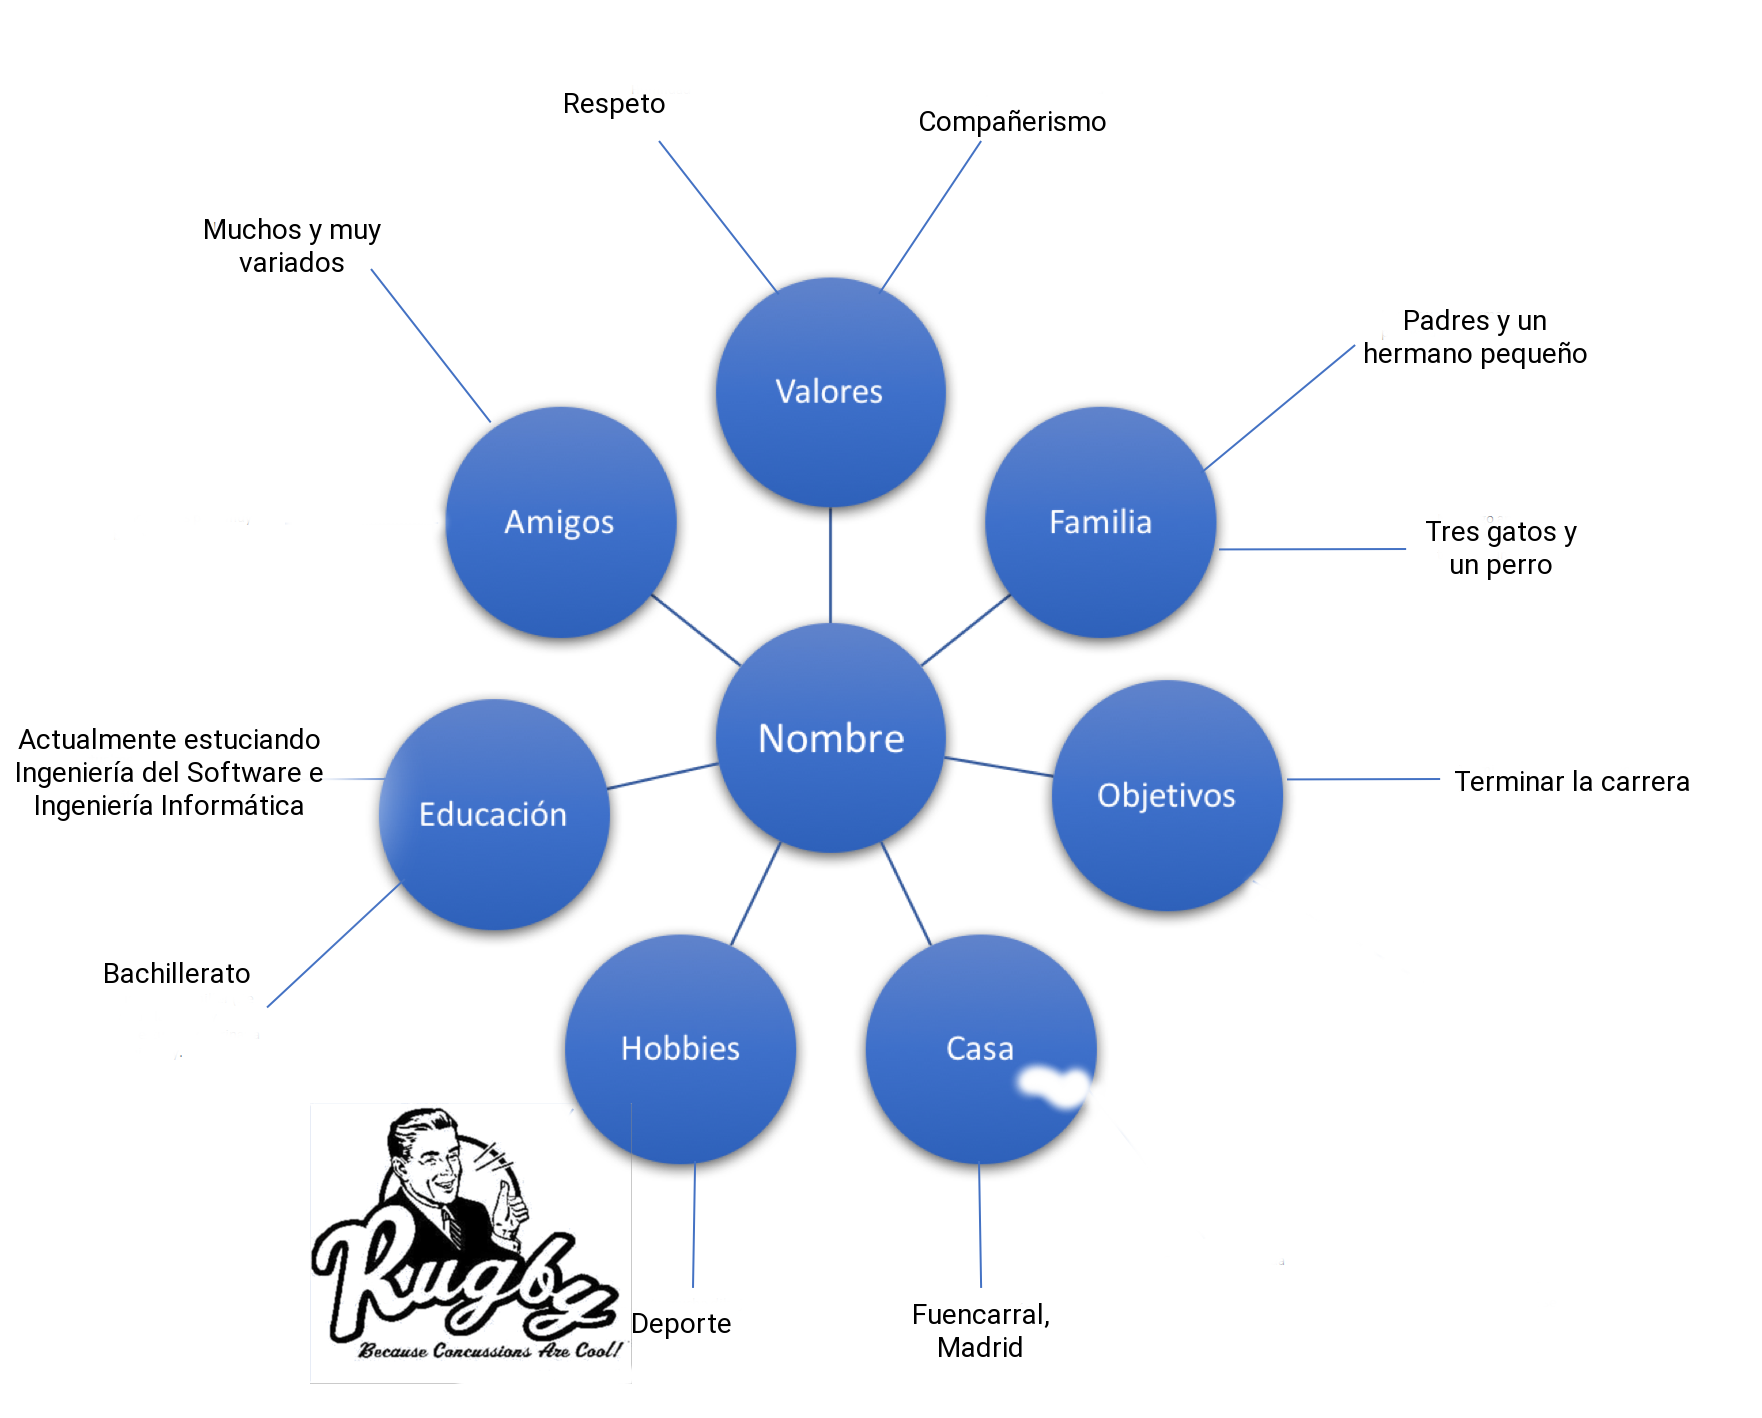 Respeto
Compañerismo
Muchos y muy
variados
Padres y un
hermano pequeño
Valores
Amigos
Familia
Tres gatos y
un perro
Nombre
Actualmente estuciando
Ingeniería del Software e
Ingeniería Informática
Educación
Objetivos
Terminar la carrera
Bachillerato
Hobbies
Casa
Rugby
Because Concussions Are Cool!
Deporte
Fuencarral,
Madrid